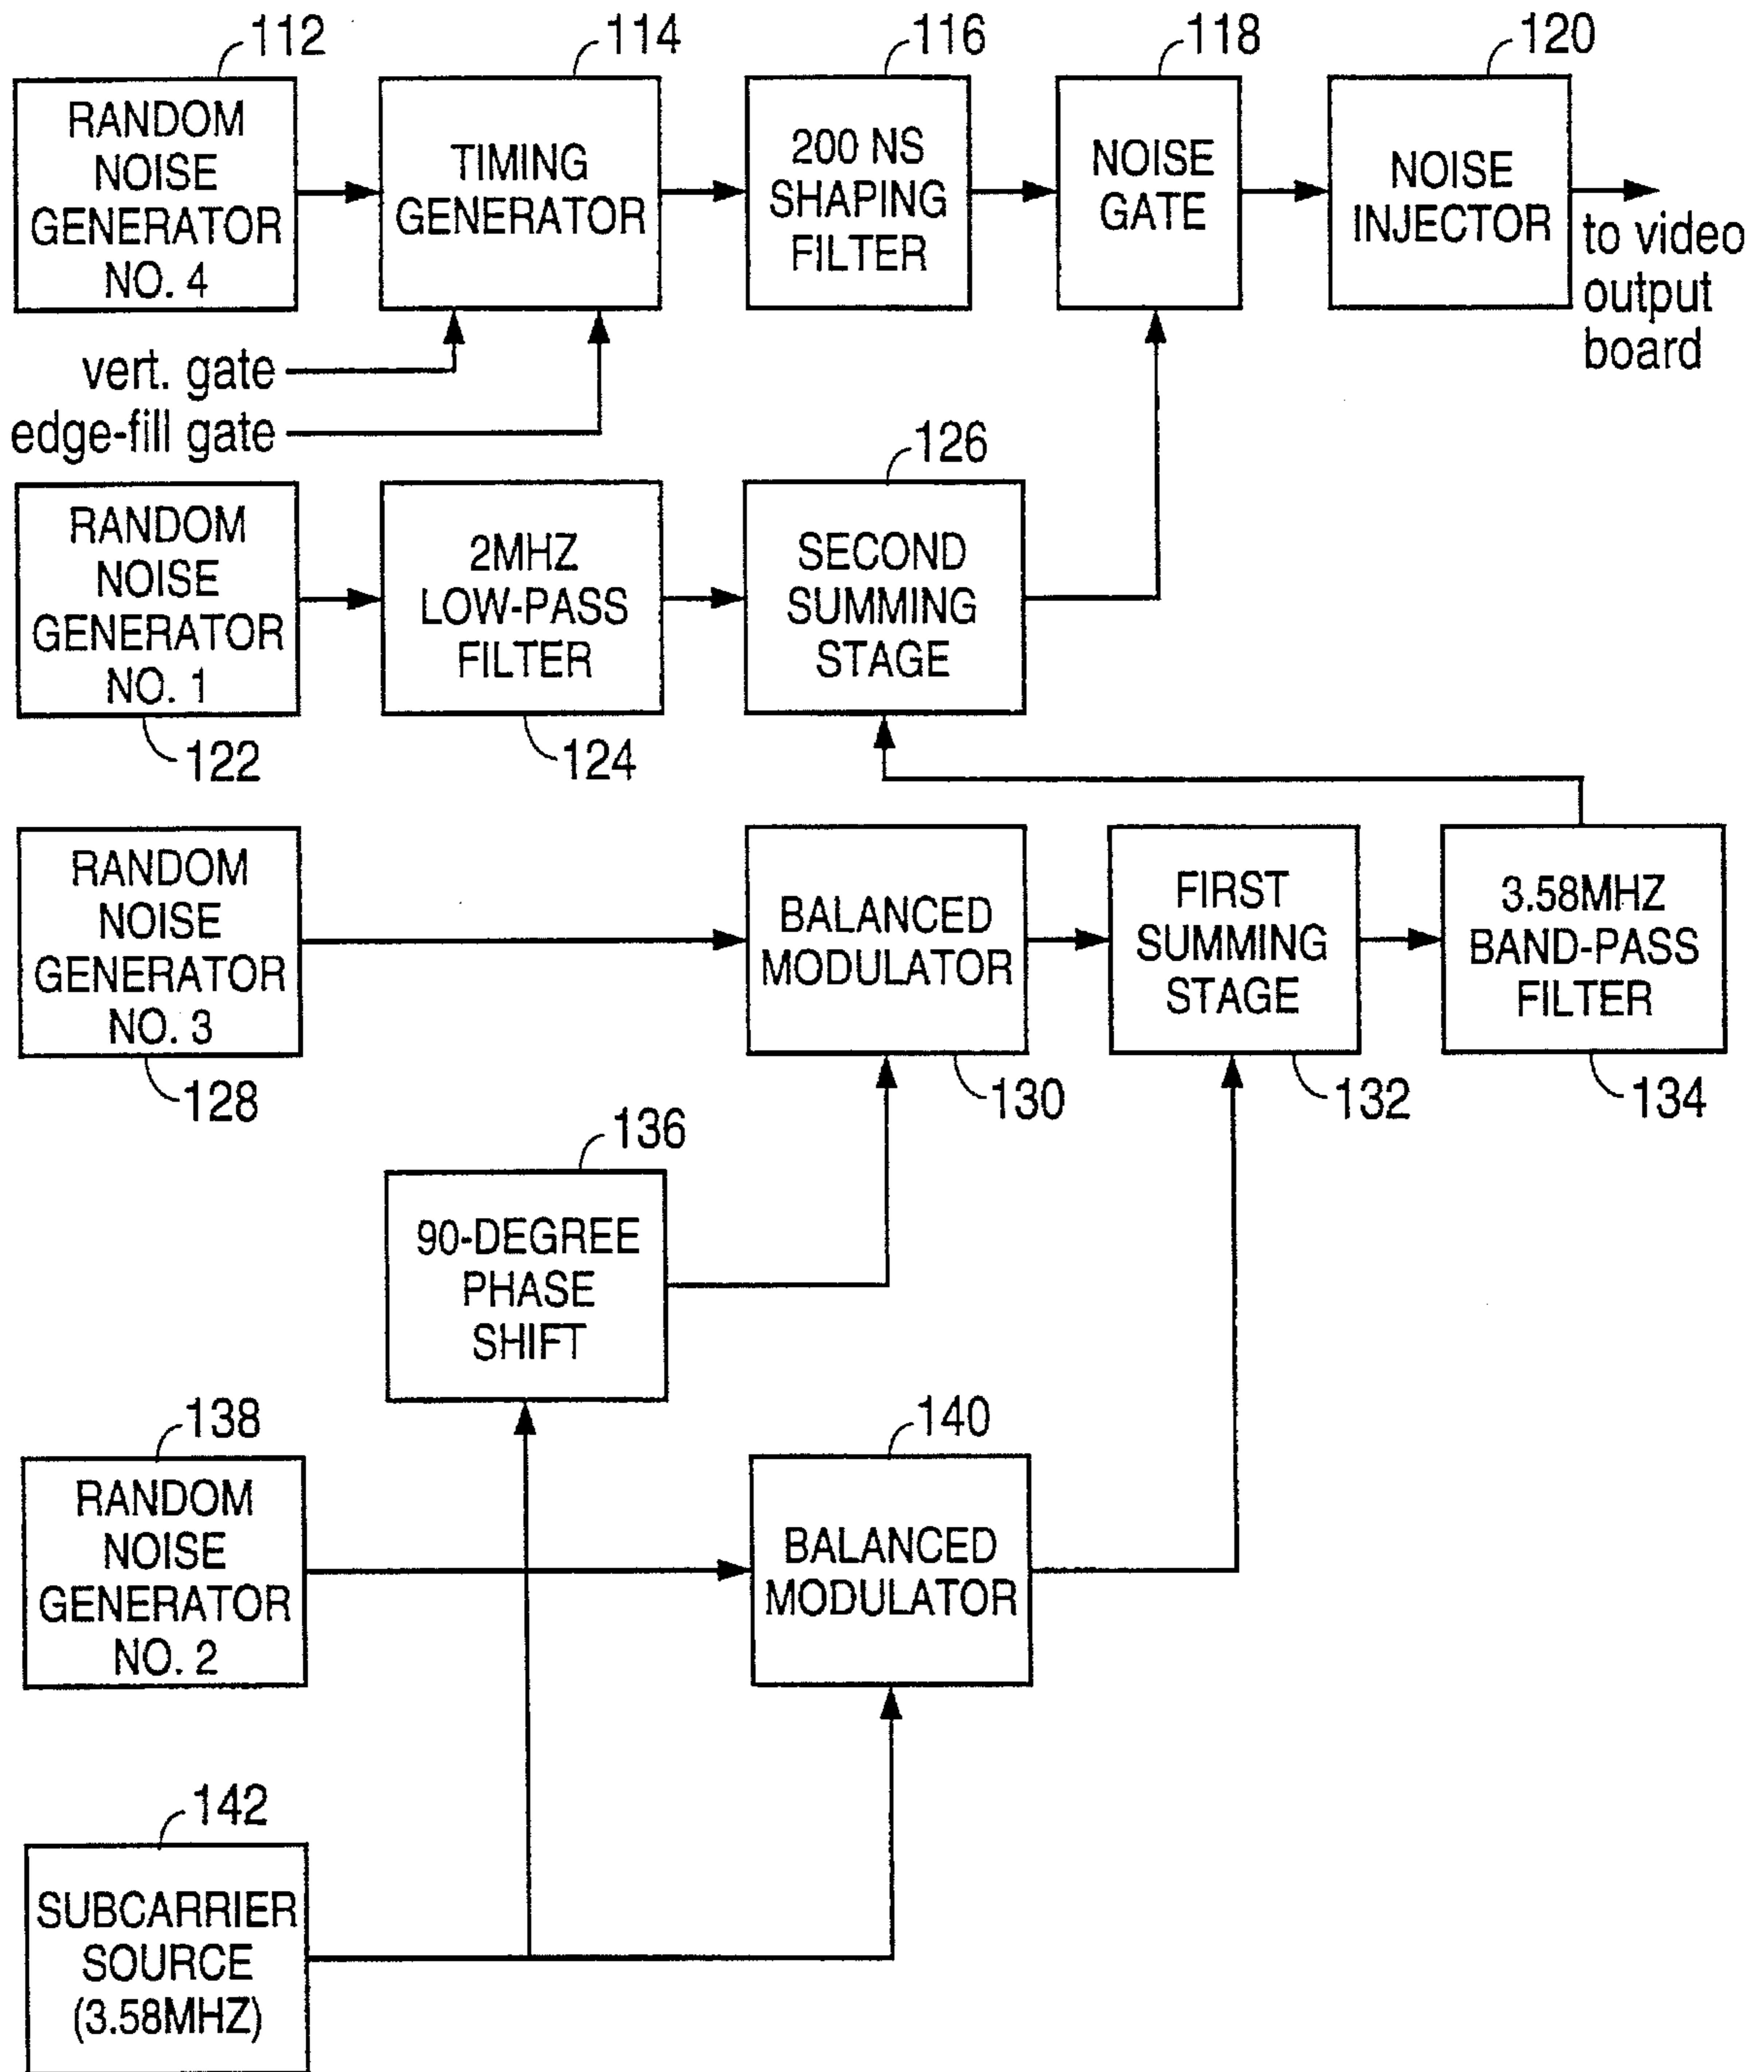 112
114
116
118
120
RANDOM
NOISE
GENERATOR
NO. 4
TIMING
GENERATOR
200 NS
SHAPING
FILTER
NOISE
GATE
NOISE
INJECTOR
to video
output
board
vert. gate
edge-fill gate
126
RANDOM
NOISE
GENERATOR
NO. 1
2MHZ
LOW-PASS
FILTER
SECOND
SUMMING
STAGE
122
124
RANDOM
NOISE
GENERATOR
NO. 3
BALANCED
MODULATOR
FIRST
SUMMING
STAGE
3.58MHZ
BAND-PASS
FILTER
128
130
132
134
136
90-DEGREE
PHASE
SHIFT
138
140
RANDOM
NOISE
GENERATOR
NO. 2
BALANCED
MODULATOR
142
SUBCARRIER
SOURCE
(3.58MHZ)